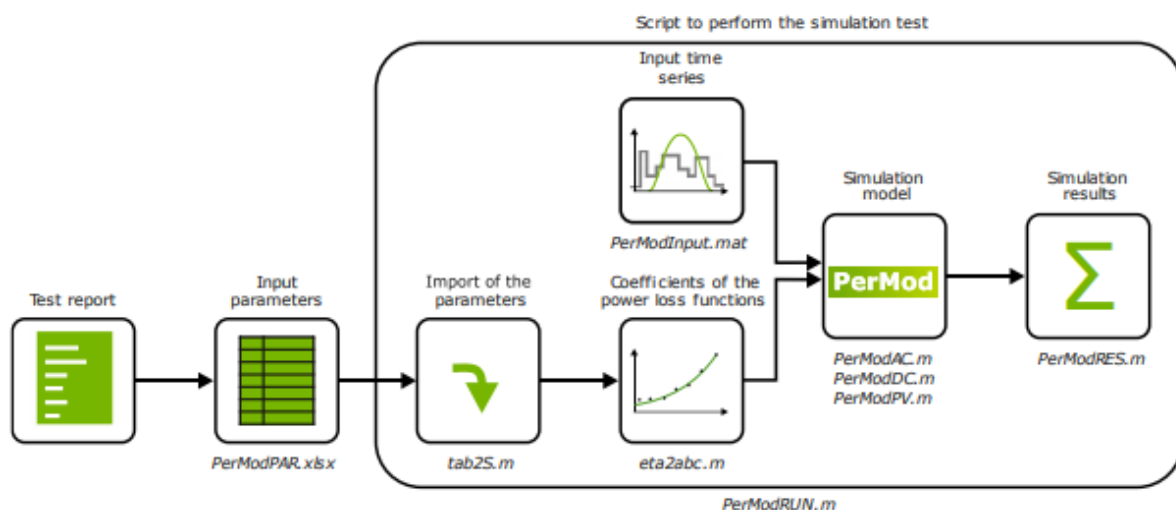 Script to perform the simulation test
Input time
series
PerModInput.mat
Simulation
model
PerMod
PerModAC.m
PerModDC.m
PerModPV.m
Simulation
results
Σ
PerModRES.m
Test report
Input
parameters
PerModPAR.xlsx
Import of the
parameters
tab2S.m
Coefficients of the
power loss functions
eta2abc.m
PerModRUN.m